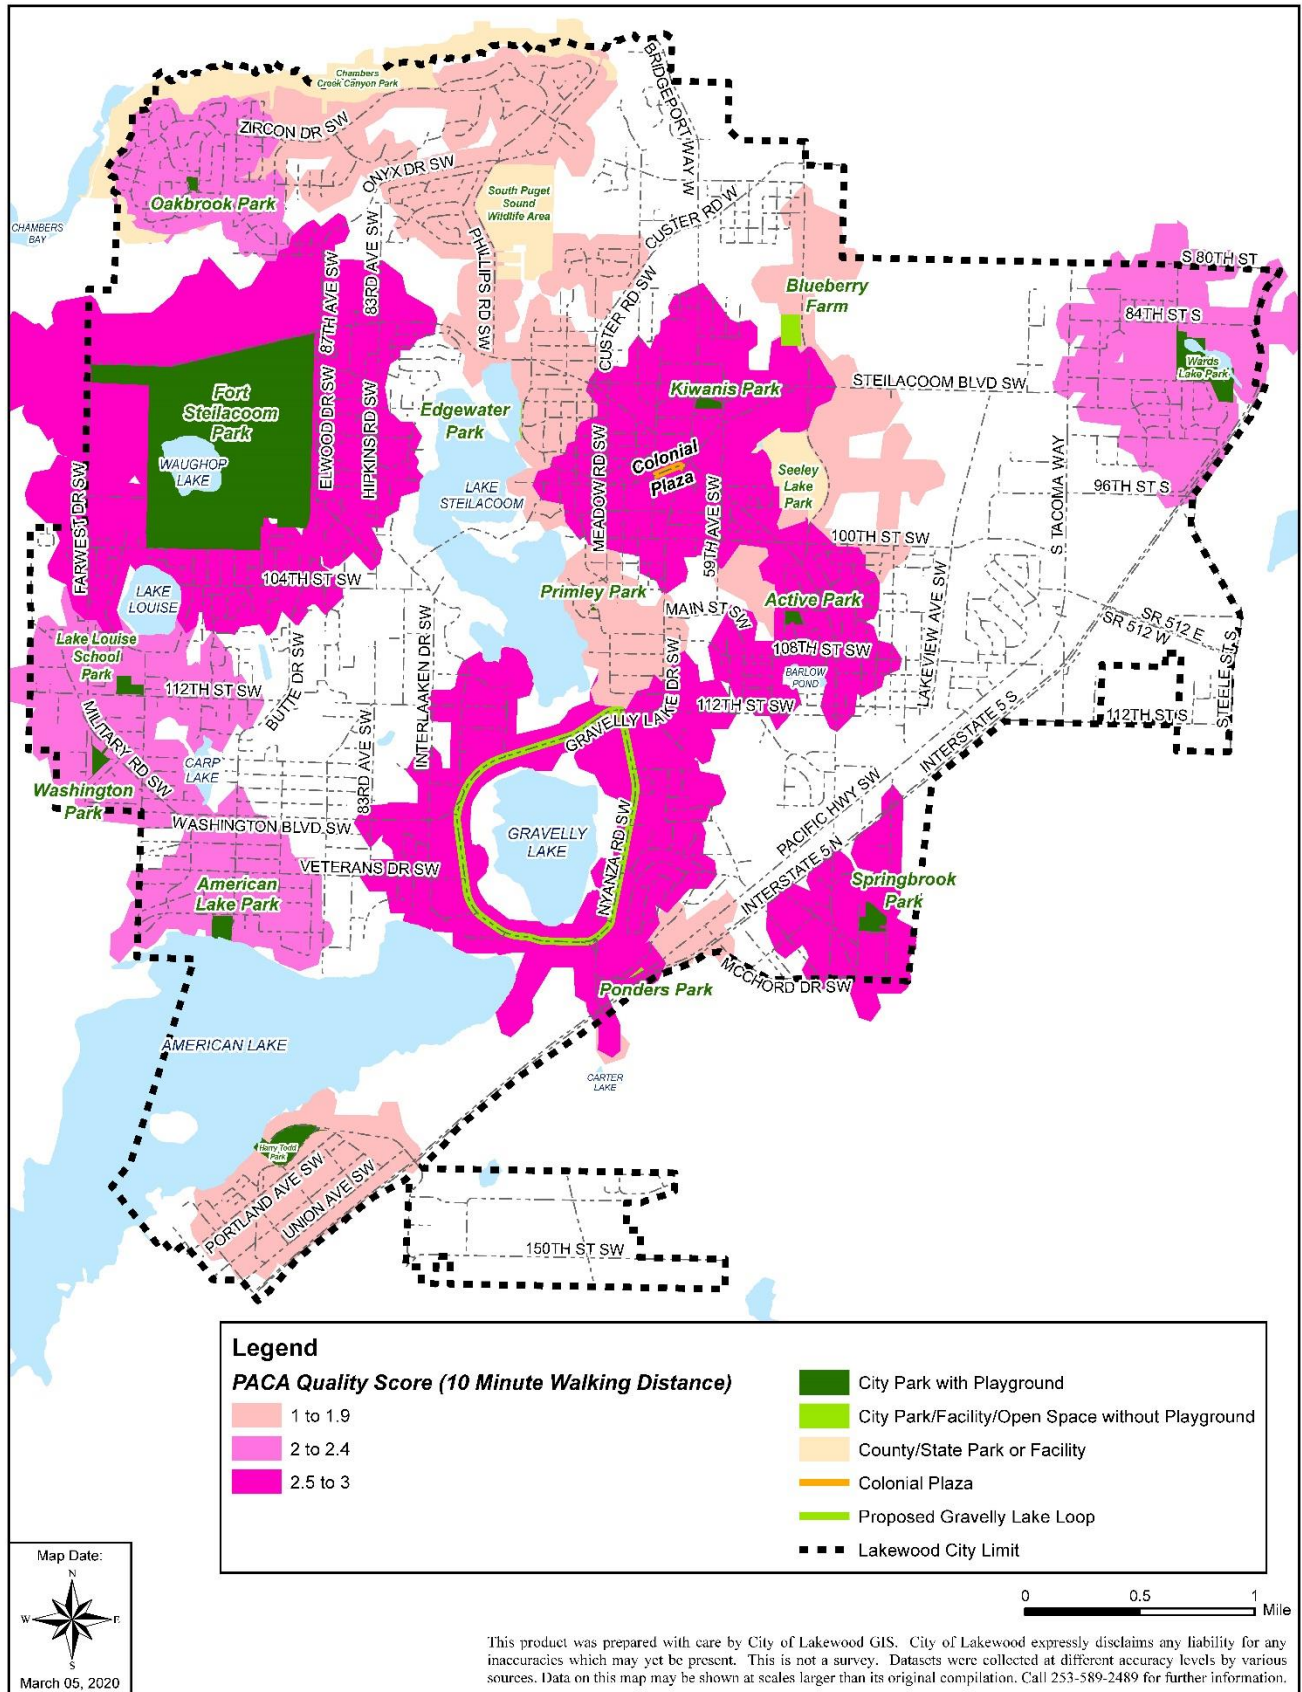 BRIDGEPORT WAY W
Chambers
Creek Canyon Park
ZIRCON DR SW
ONYX DR SW
South Puget
Sound
Wildlife Area
Oakbrook Park
CHAMBERS
BAY
83RD AVE SW
PHILLIPS RD SW
CUSTER RD W
87TH AVE SW
CUSTER RD SW
Blueberry
Farm
S 80TH ST
84TH ST S
Wards
Lake Park
Fort
Steilacoom
Park
ELWOOD DR SW
HIPKINS RD SW
Edgewater
Park
Kiwanis Park
STEILACOOM BLVD SW
WAUGHOP
LAKE
LAKE
STEILACOOM
MEADOW RD SW
Colonial
Plaza
59TH AVE SW
Seeley
Lake
Park
S TACOMA WAY
96TH ST S
FARWEST DR SW
100TH ST SW
104TH ST SW
LAKE
LOUISE
Primley Park
MAIN ST SW
Active Park
LAKEVIEW AVE SW
SR 512 E
SR 512 W
STEELE ST S
Lake Louise
School
Park
112TH ST SW
BUTTE DR SW
INTERLAAKEN DR SW
108TH ST SW
BARLOW
POND
GRAVELLY LAKE DR SW
112TH ST SW
112TH ST S
INTERSTATE 5 S
MILITARY RD SW
CARP
LAKE
83RD AVE SW
Washington
Park
WASHINGTON BLVD SW
GRAVELLY
LAKE
NYANZA RD SW
PACIFIC HWY SW
INTERSTATE 5 N
VETERANS DR SW
American
Lake Park
Springbrook
Park
Ponders Park
MCCHORD DR SW
AMERICAN LAKE
CARTER
LAKE
Harry Todd
Park
PORTLAND AVE SW
UNION AVE SW
150TH ST SW
Legend
PACA Quality Score (10 Minute Walking Distance)
1 to 1.9
2 to 2.4
2.5 to 3
City Park with Playground
City Park/Facility/Open Space without Playground
County/State Park or Facility
Colonial Plaza
Proposed Gravelly Lake Loop
Lakewood City Limit
Map Date:
N
W E
S
March 05, 2020
0 0.5 1
Mile
This product was prepared with care by City of Lakewood GIS. City of Lakewood expressly disclaims any liability for any
inaccuracies which may yet be present. This is not a survey. Datasets were collected at different accuracy levels by various
sources. Data on this map may be shown at scales larger than its original compilation. Call 253-589-2489 for further information.